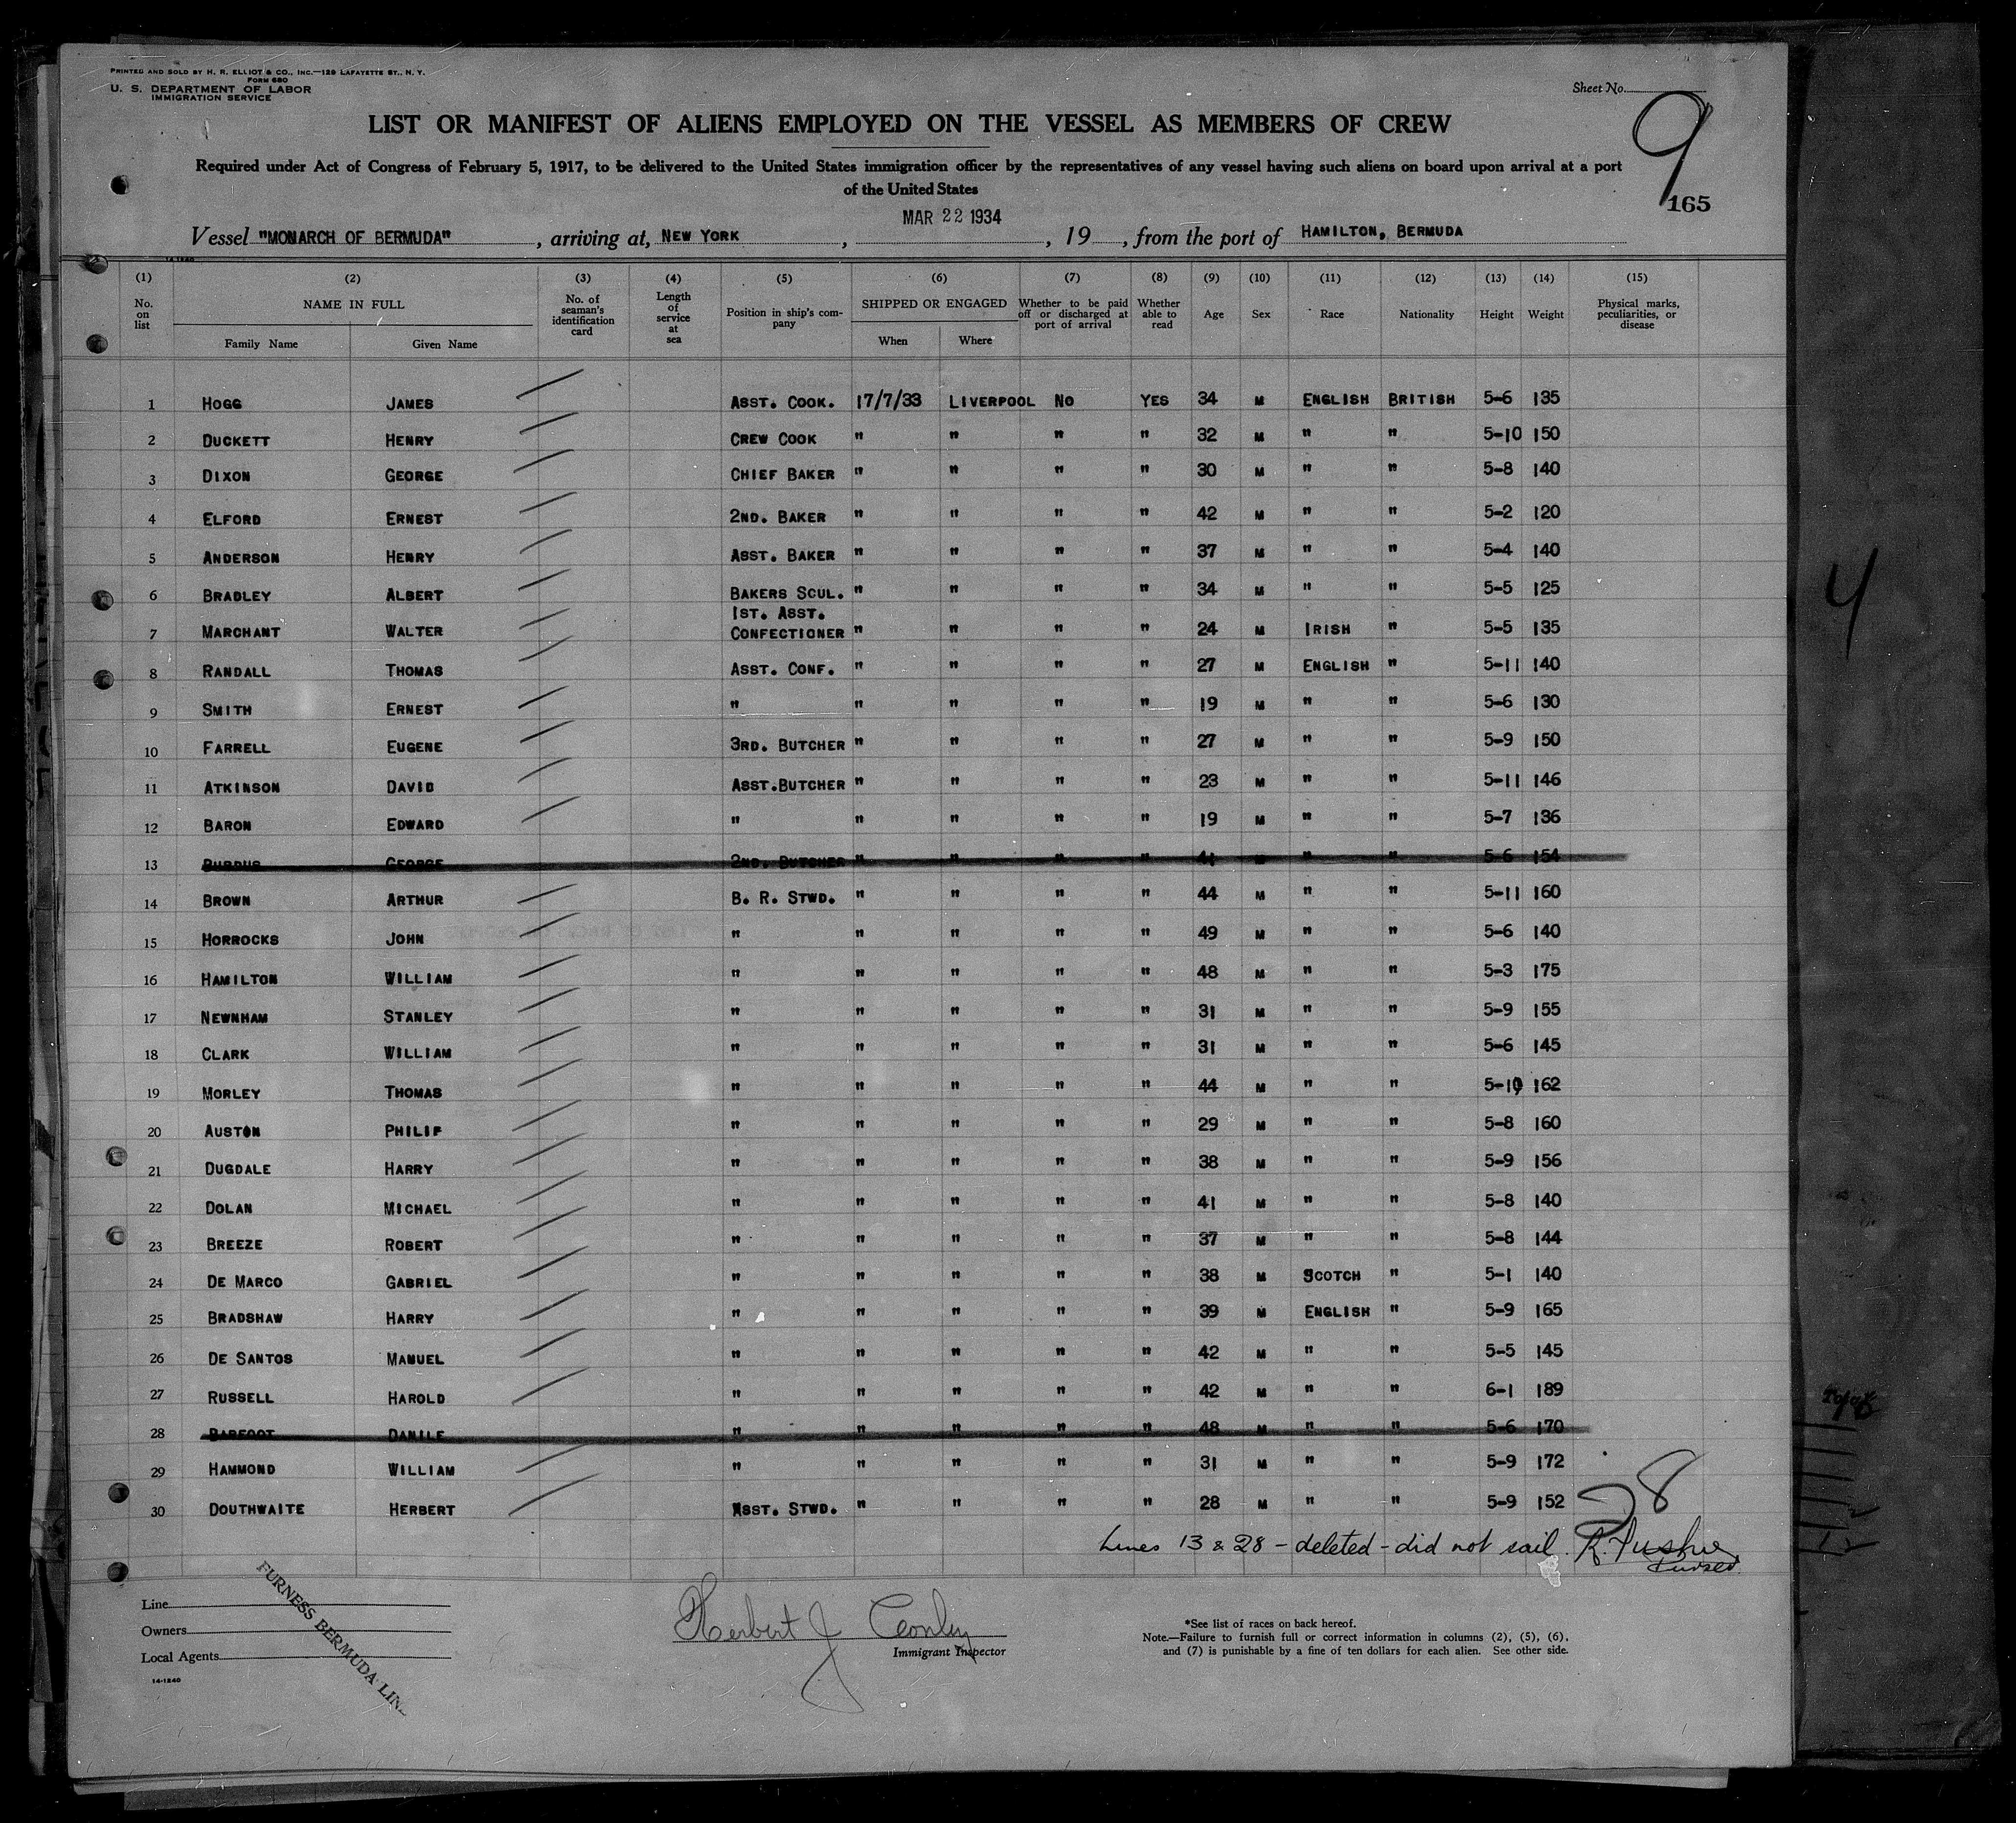 PRINTED AND SOLD BY H. R. ELLIOT & CO., INC.—129 LAFAYETTE ST., N. Y.
FORM 680
U. S. DEPARTMENT OF LABOR
IMMIGRATION SERVICE
Sheet No.
9
LIST OR MANIFEST OF ALIENS EMPLOYED ON THE VESSEL AS MEMBERS OF CREW
Required under Act of Congress of February 5, 1917, to be delivered to the United States immigration officer by the representatives of any vessel having such aliens on board upon arrival at a port
of the United States
165
MAR 22 1934
Vessel "MONARCH OF BERMUDA", arriving at, NEW YORK, , 19 , from the port of HAMILTON, BERMUDA
14-1240
(1) (2) (3) (4) (5) (6) (7) (8) (9) (10) (11) (12) (13) (14) (15)
No. on list NAME IN FULL Family Name Given Name No. of seaman's identification card Length of service at sea Position in ship's company SHIPPED OR ENGAGED When Where Whether to be paid off or discharged at port of arrival Whether able to read Age Sex Race Nationality Height Weight Physical marks, peculiarities, or disease
1 HOGG JAMES ASST. COOK. 17/7/33 LIVERPOOL NO YES 34 M ENGLISH BRITISH 5-6 135
2 DUCKETT HENRY CREW COOK " " " " 32 M " " 5-10 150
3 DIXON GEORGE CHIEF BAKER " " " " 30 M " " 5-8 140
4 ELFORD ERNEST 2ND. BAKER " " " " 42 M " " 5-2 120
5 ANDERSON HENRY ASST. BAKER " " " " 37 M " " 5-4 140
6 BRADLEY ALBERT BAKERS SCUL. " " " " 34 M " " 5-5 125
7 MARCHANT WALTER 1ST. ASST. CONFECTIONER " " " " 24 M IRISH " 5-5 135
8 RANDALL THOMAS ASST. CONF. " " " " 27 M ENGLISH " 5-11 140
9 SMITH ERNEST " " " " " 19 M " " 5-6 130
10 FARRELL EUGENE 3RD. BUTCHER " " " " 27 M " " 5-9 150
11 ATKINSON DAVID ASST.BUTCHER " " " " 23 M " " 5-11 146
12 BARON EDWARD " " " " " 19 M " " 5-7 136
13 GEORGE 2ND. BUTCHER " " " " 41 M " " 5-6 154
14 BROWN ARTHUR B. R. STWD. " " " " 44 M " " 5-11 160
15 HORROCKS JOHN " " " " " 49 M " " 5-6 140
16 HAMILTON WILLIAM " " " " " 48 M " " 5-3 175
17 NEWNHAM STANLEY " " " " " 31 M " " 5-9 155
18 CLARK WILLIAM " " " " " 31 M " " 5-6 145
19 MORLEY THOMAS " " " " " 44 M " " 5-10 162
20 AUSTON PHILIP " " " " " 29 M " " 5-8 160
21 DUGDALE HARRY " " " " " 38 M " " 5-9 156
22 DOLAN MICHAEL " " " " " 41 M " " 5-8 140
23 BREEZE ROBERT " " " " " 37 M " " 5-8 144
24 DE MARCO GABRIEL " " " " " 38 M SCOTCH " 5-1 140
25 BRADSHAW HARRY " " " " " 39 M ENGLISH " 5-9 165
26 DE SANTOS MANUEL " " " " " 42 M " " 5-5 145
27 RUSSELL HAROLD " " " " " 42 M " " 6-1 189
28 BARFOOT DANILE " " " " " 48 M " " 5-6 170
29 HAMMOND WILLIAM " " " " " 31 M " " 5-9 172
30 DOUTHWAITE HERBERT ASST. STWD. " " " " 28 M " " 5-9 152
28
Lines 13 & 28 - deleted - did not sail.
Line
Owners
Local Agents
FURNESS BERMUDA LIN
14-1240
Herbert J Conley
Immigrant Inspector
*See list of races on back hereof.
Note.—Failure to furnish full or correct information in columns (2), (5), (6),
and (7) is punishable by a fine of ten dollars for each alien. See other side.
4